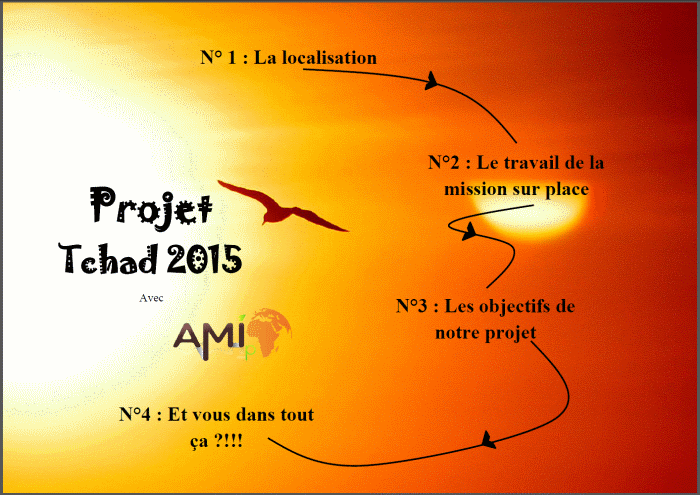 N° 1 : La localisation
N°2 : Le travail de la
mission sur place
Projet
Tchad 2015
Avec
AMI
N°3 : Les objectifs de
notre projet
N°4 : Et vous dans tout
ça ?!!!